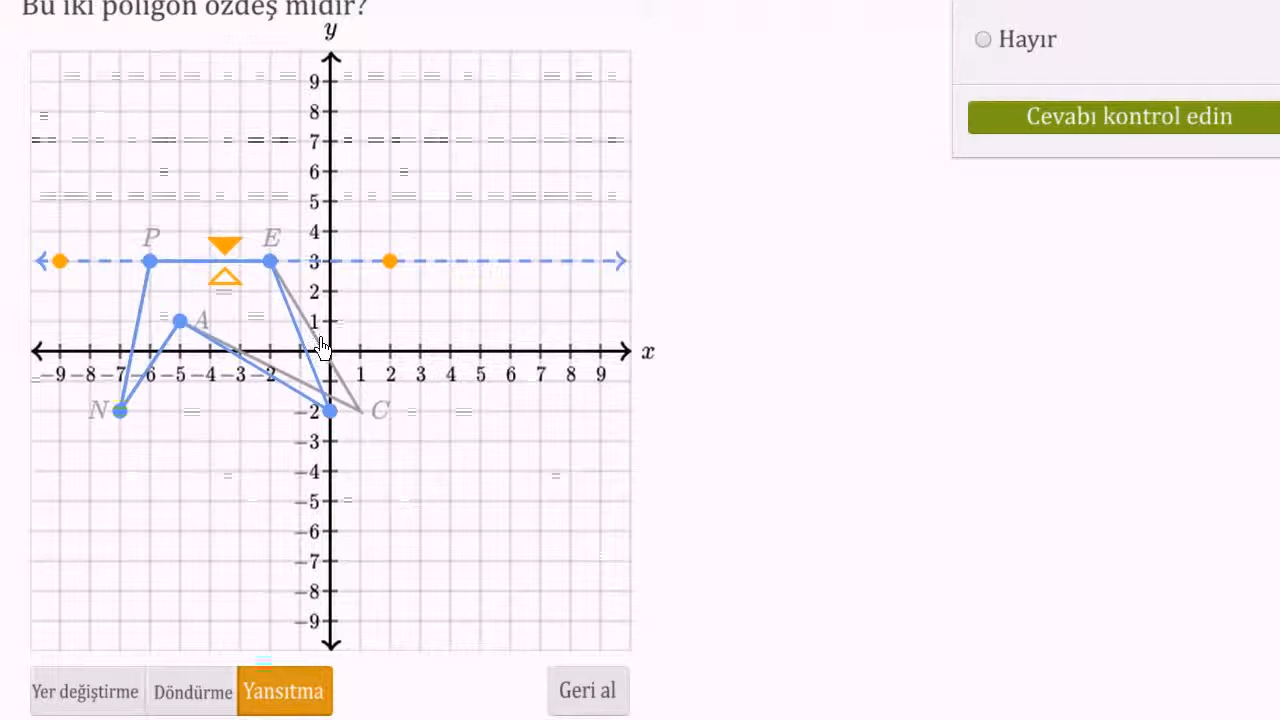 Bu iki poligon özdeş midir?
y
Hayır
Cevabı kontrol edin
9
8
7
6
5
4
3
2
1
P
E
A
N
C
x
−9 −8 −7 −6 −5 −4 −3 −2 1 2 3 4 5 6 7 8 9
−2
−3
−4
−5
−6
−7
−8
−9
Yer değiştirme Döndürme Yansıtma Geri al